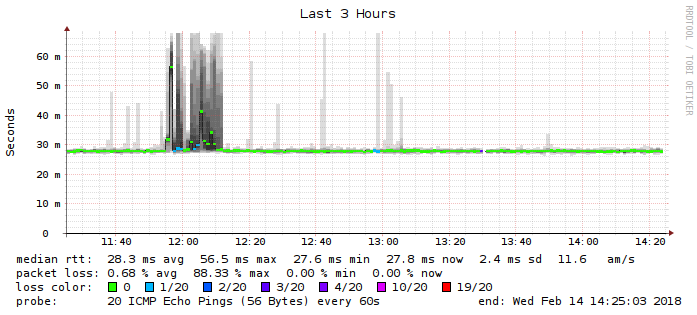 Last 3 Hours
RRDTOOL / TOBI OETIKER
Seconds
60 m
50 m
40 m
30 m
20 m
10 m
0
11:40 12:00 12:20 12:40 13:00 13:20 13:40 14:00 14:20
median rtt: 28.3 ms avg 56.5 ms max 27.6 ms min 27.8 ms now 2.4 ms sd 11.6 am/s
packet loss: 0.68 % avg 88.33 % max 0.00 % min 0.00 % now
loss color: 0 1/20 2/20 3/20 4/20 10/20 19/20
probe: 20 ICMP Echo Pings (56 Bytes) every 60s end: Wed Feb 14 14:25:03 2018